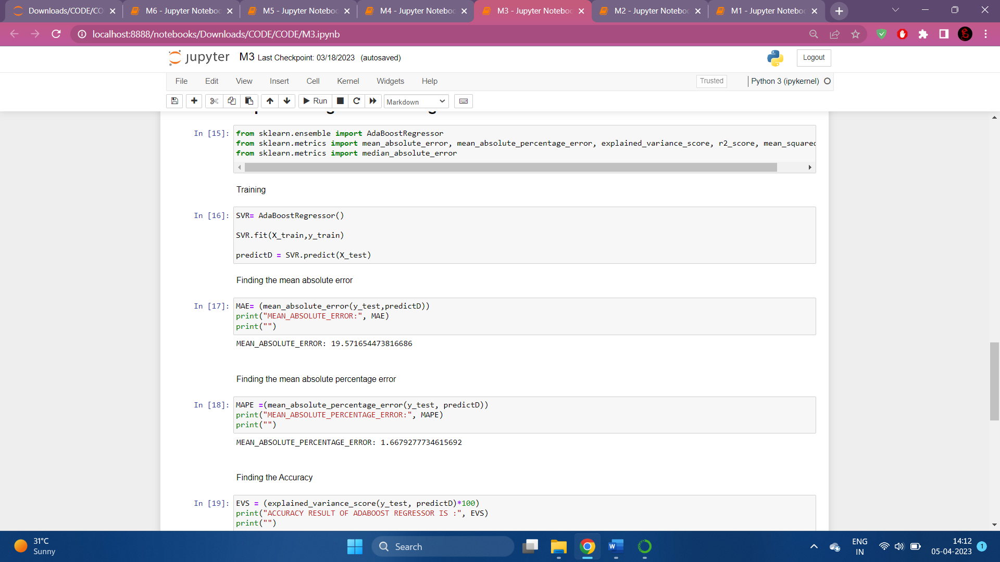 Downloads/CODE/CO
M6 - Jupyter Noteboo
M5 - Jupyter Noteboo
M4 - Jupyter Noteboo
M3 - Jupyter Noteboo
M2 - Jupyter Noteboo
M1 - Jupyter Noteboo
localhost:8888/notebooks/Downloads/CODE/CODE/M3.ipynb
jupyter M3 Last Checkpoint: 03/18/2023 (autosaved)
Logout
File Edit View Insert Cell Kernel Widgets Help
Trusted
Python 3 (ipykernel)
Run
Markdown
In [15]:
from sklearn.ensemble import AdaBoostRegressor
from sklearn.metrics import mean_absolute_error, mean_absolute_percentage_error, explained_variance_score, r2_score, mean_squared
from sklearn.metrics import median_absolute_error
Training
In [16]:
SVR= AdaBoostRegressor()
SVR.fit(X_train,y_train)
predictD = SVR.predict(X_test)
Finding the mean absolute error
In [17]:
MAE= (mean_absolute_error(y_test,predictD))
print("MEAN_ABSOLUTE_ERROR:", MAE)
print("")
MEAN_ABSOLUTE_ERROR: 19.571654473816686
Finding the mean absolute percentage error
In [18]:
MAPE =(mean_absolute_percentage_error(y_test, predictD))
print("MEAN_ABSOLUTE_PERCENTAGE_ERROR:", MAPE)
print("")
MEAN_ABSOLUTE_PERCENTAGE_ERROR: 1.6679277734615692
Finding the Accuracy
In [19]:
EVS = (explained_variance_score(y_test, predictD)*100)
print("ACCURACY RESULT OF ADABOOST REGRESSOR IS :", EVS)
print("")
31°C
Sunny
Search
ENG
IN
14:12
05-04-2023
1